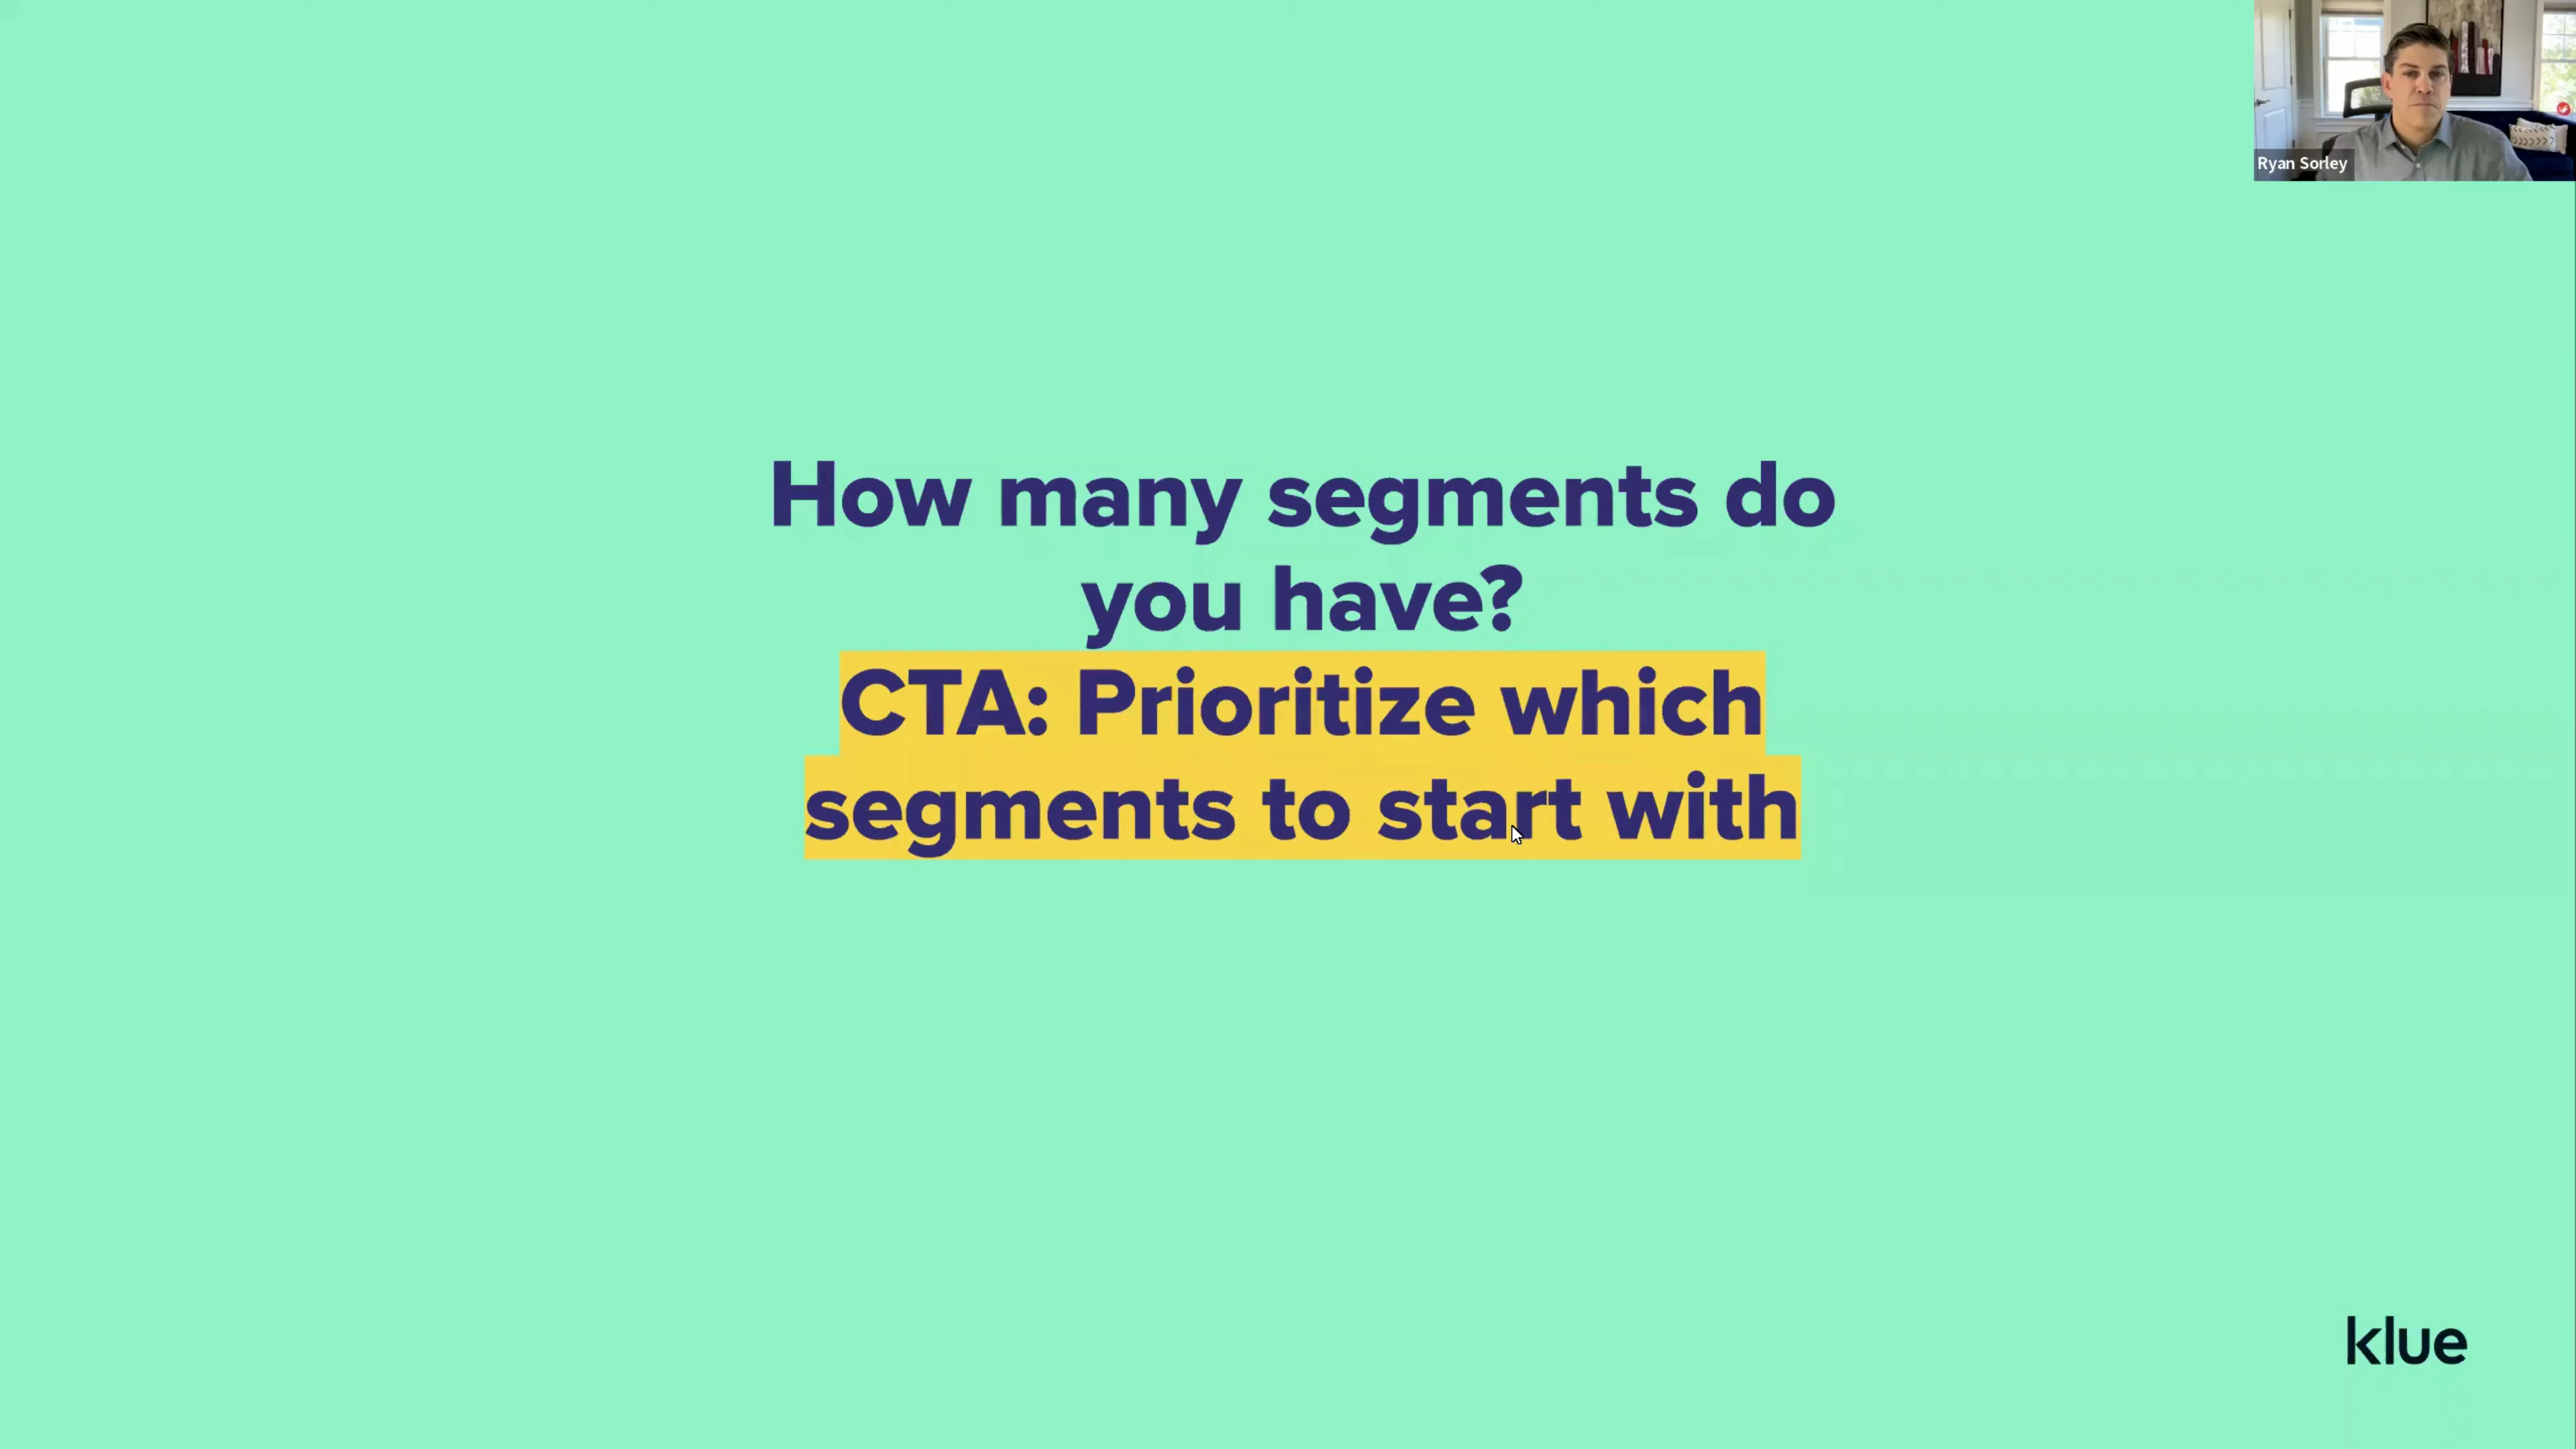 Ryan Sorley
How many segments do
you have?
CTA: Prioritize which
segments to start with
klue